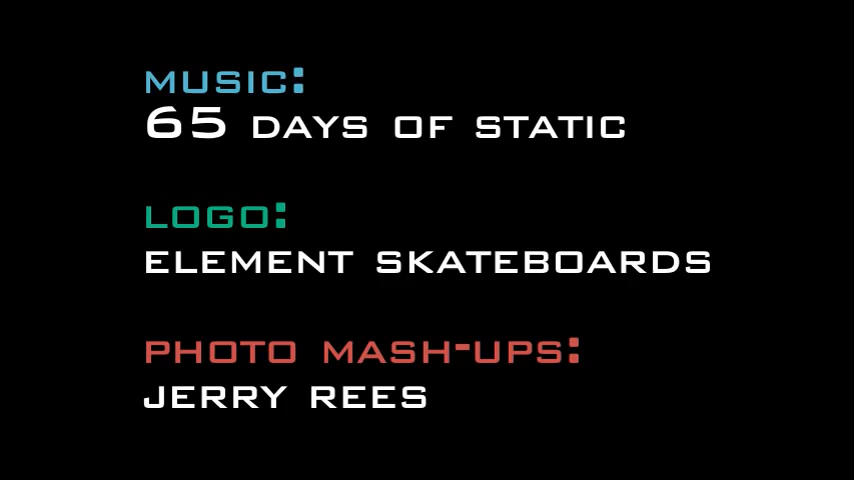 MUSIC:
65 DAYS OF STATIC
LOGO:
ELEMENT SKATEBOARDS
PHOTO MASH-UPS:
JERRY REES